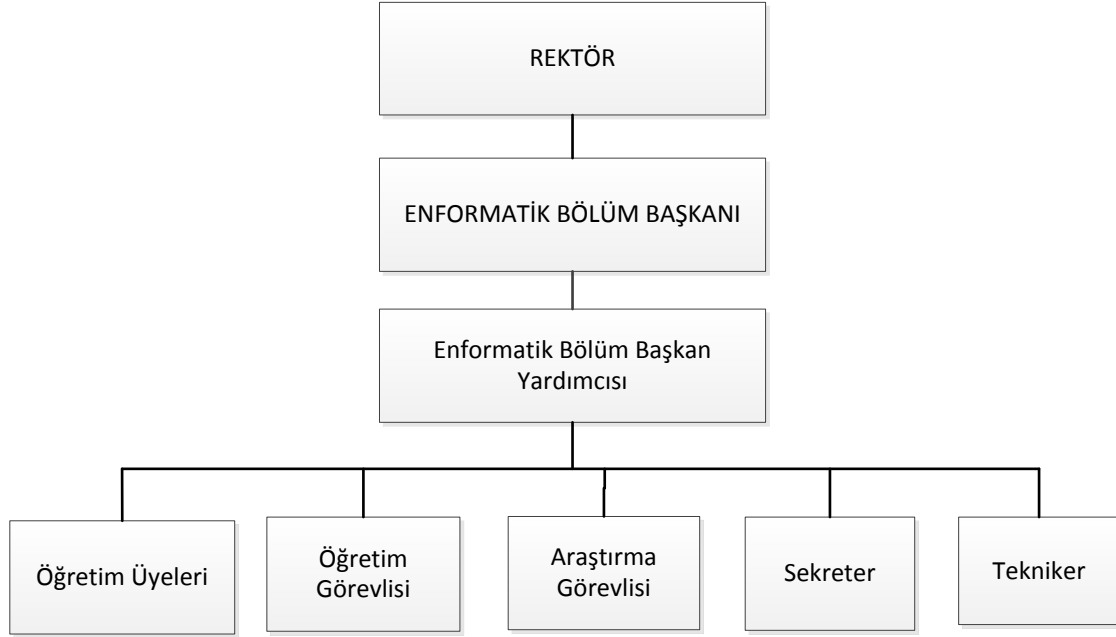 REKTÖR
ENFORMATİK BÖLÜM BAŞKANI
Enformatik Bölüm Başkan
Yardımcısı
Öğretim Üyeleri
Öğretim
Görevlisi
Araştırma
Görevlisi
Sekreter
Tekniker